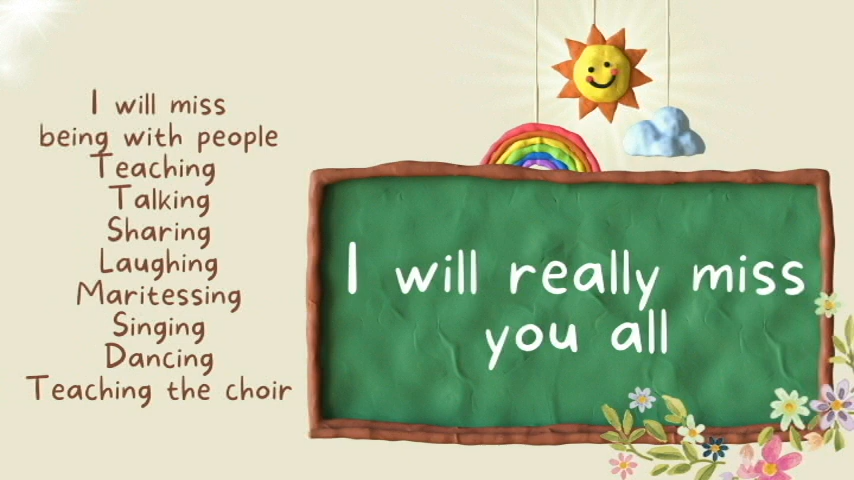 I will miss
being with people
Teaching
Talking
Sharing
Laughing
Maritessing
Singing
Dancing
Teaching the choir
I will really miss
you all